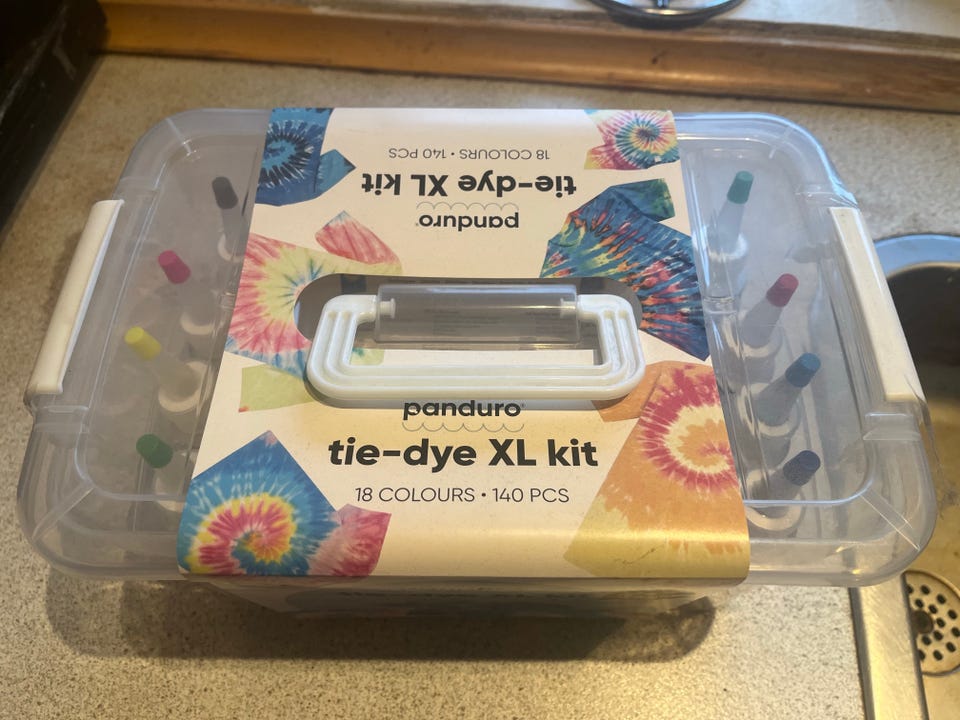 18 COLOURS • 140 PCS
tie-dye XL kit
panduro®
panduro®
tie-dye XL kit
18 COLOURS • 140 PCS